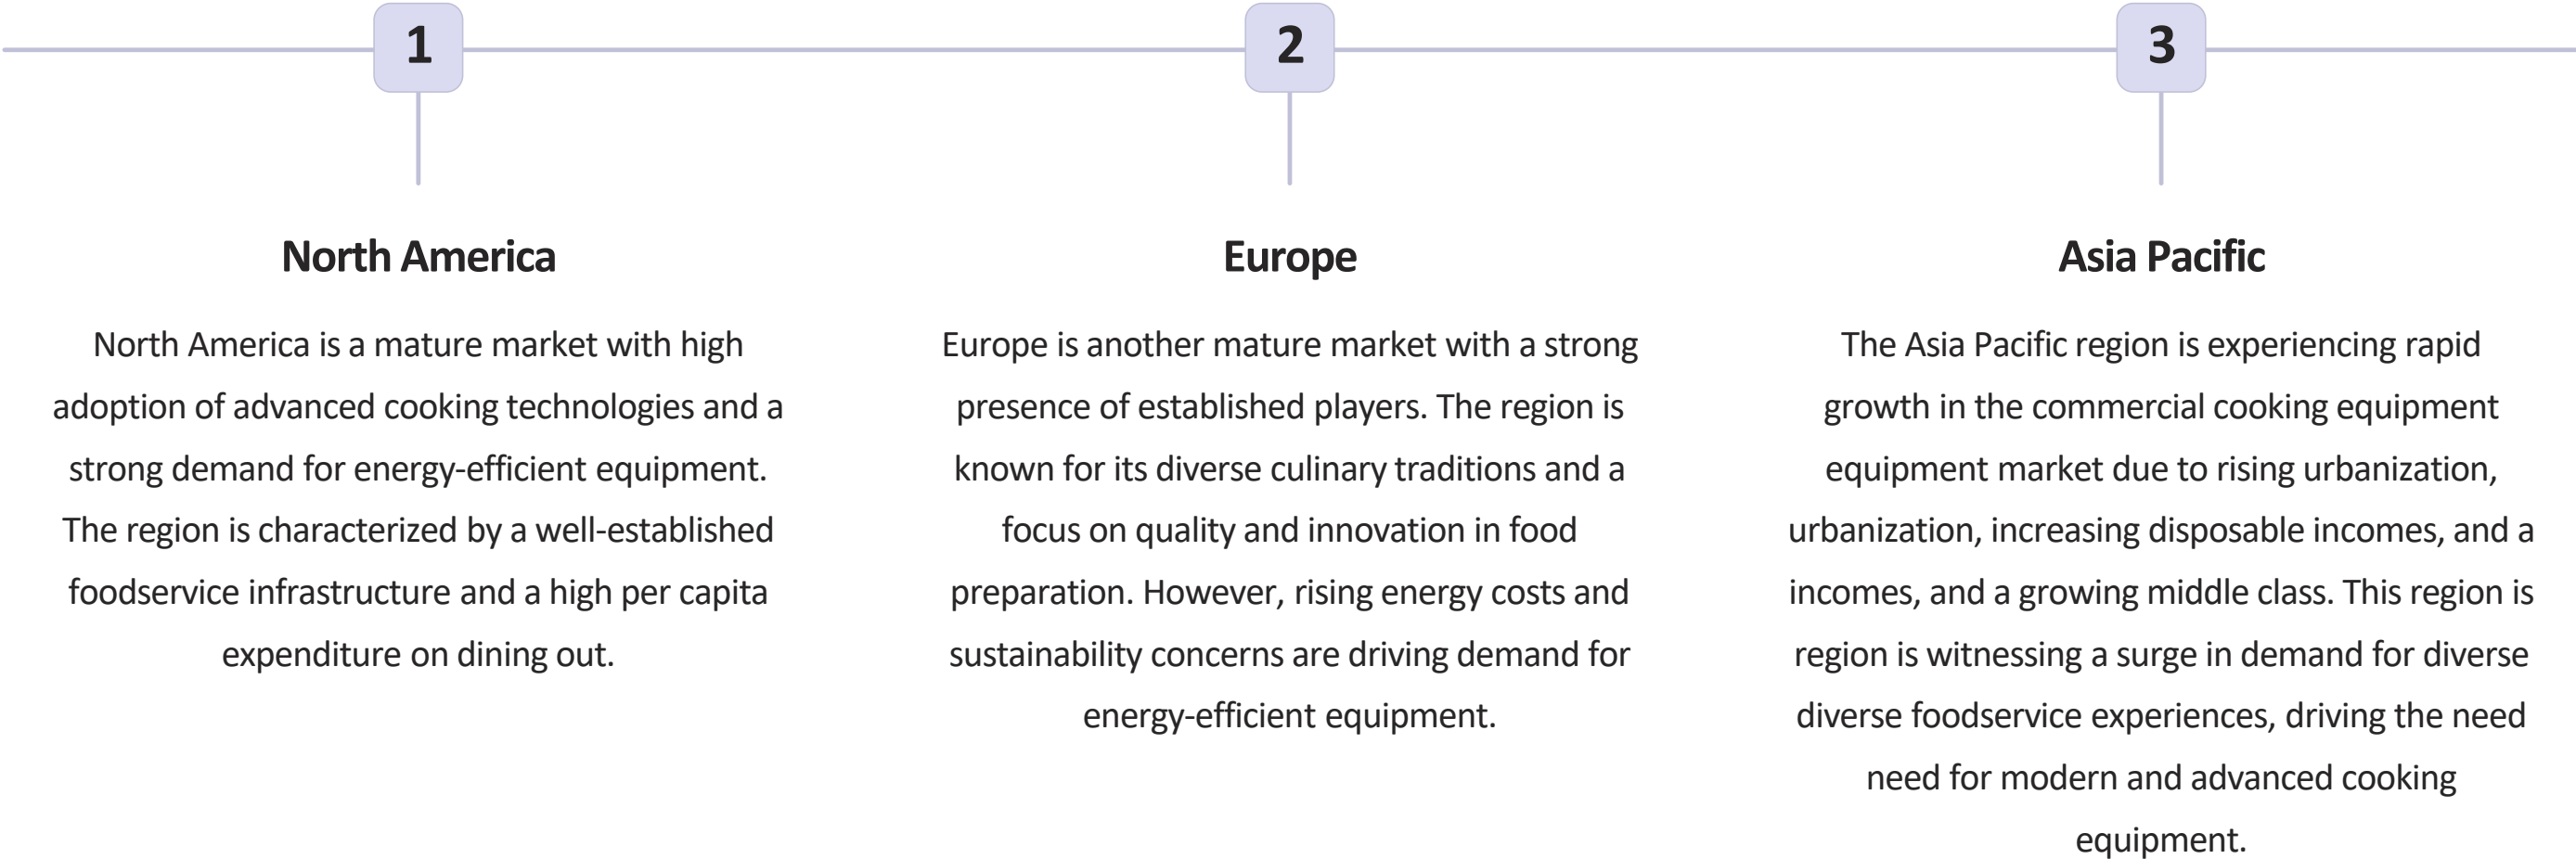 1
North America
North America is a mature market with high
adoption of advanced cooking technologies and a
strong demand for energy-efficient equipment.
The region is characterized by a well-established
foodservice infrastructure and a high per capita
expenditure on dining out.
2
Europe
Europe is another mature market with a strong
presence of established players. The region is
known for its diverse culinary traditions and a
focus on quality and innovation in food
preparation. However, rising energy costs and
sustainability concerns are driving demand for
energy-efficient equipment.
3
Asia Pacific
The Asia Pacific region is experiencing rapid
growth in the commercial cooking equipment
equipment market due to rising urbanization,
urbanization, increasing disposable incomes, and a
incomes, and a growing middle class. This region is
region is witnessing a surge in demand for diverse
diverse foodservice experiences, driving the need
need for modern and advanced cooking
equipment.